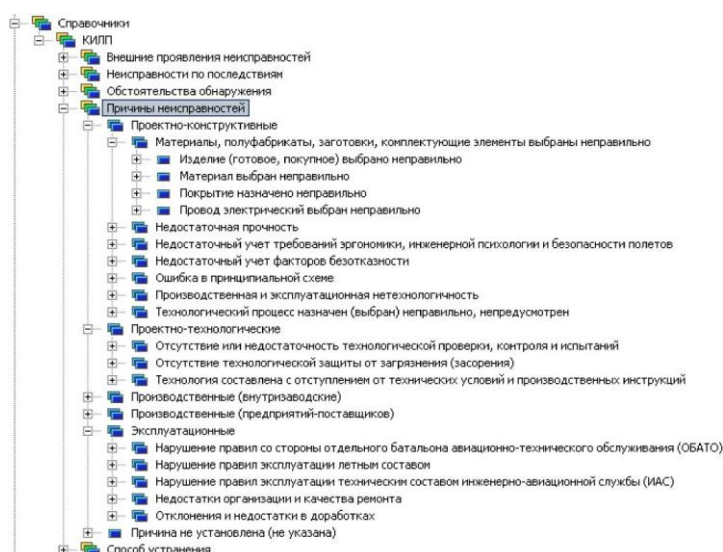 Справочники
КИЛП
Внешние проявления неисправностей
Неисправности по последствиям
Обстоятельства обнаружения
Причины неисправностей
Проектно-конструктивные
Материалы, полуфабрикаты, заготовки, комплектующие элементы выбраны неправильно
Изделие (готовое, покупное) выбрано неправильно
Материал выбран неправильно
Покрытие назначено неправильно
Провод электрический выбран неправильно
Недостаточная прочность
Недостаточный учет требований эргономики, инженерной психологии и безопасности полетов
Недостаточный учет факторов безотказности
Ошибка в принципиальной схеме
Производственная и эксплуатационная нетехнологичность
Технологический процесс назначен (выбран) неправильно, непредусмотрен
Проектно-технологические
Отсутствие или недостаточность технологической проверки, контроля и испытаний
Отсутствие технологической защиты от загрязнения (засорения)
Технология составлена с отступлением от технических условий и производственных инструкций
Производственные (внутризаводские)
Производственные (предприятий-поставщиков)
Эксплуатационные
Нарушение правил со стороны отдельного батальона авиационно-технического обслуживания (ОБАТО)
Нарушение правил эксплуатации летным составом
Нарушение правил эксплуатации техническим составом инженерно-авиационной службы (ИАС)
Недостатки организации и качества ремонта
Отклонения и недостатки в доработках
Причина не установлена (не указана)
Способ устранения